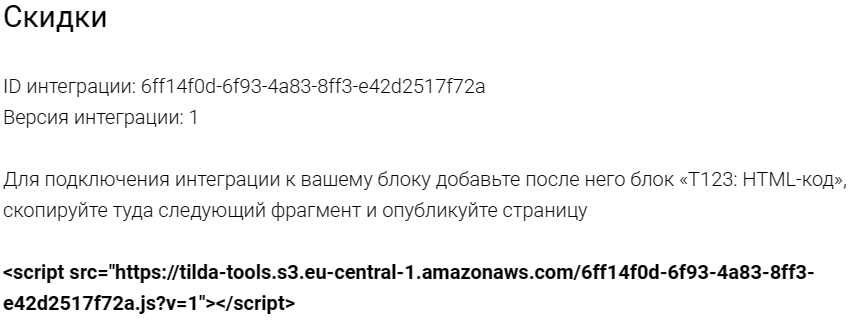 Скидки
ID интеграции: 6ff14f0d-6f93-4a83-8ff3-e42d2517f72a
Версия интеграции: 1
Для подключения интеграции к вашему блоку добавьте после него блок «Т123: HTML-код»,
скопируйте туда следующий фрагмент и опубликуйте страницу
<script src="https://tilda-tools.s3.eu-central-1.amazonaws.com/6ff14f0d-6f93-4a83-8ff3-
e42d2517f72a.js?v=1"></script>